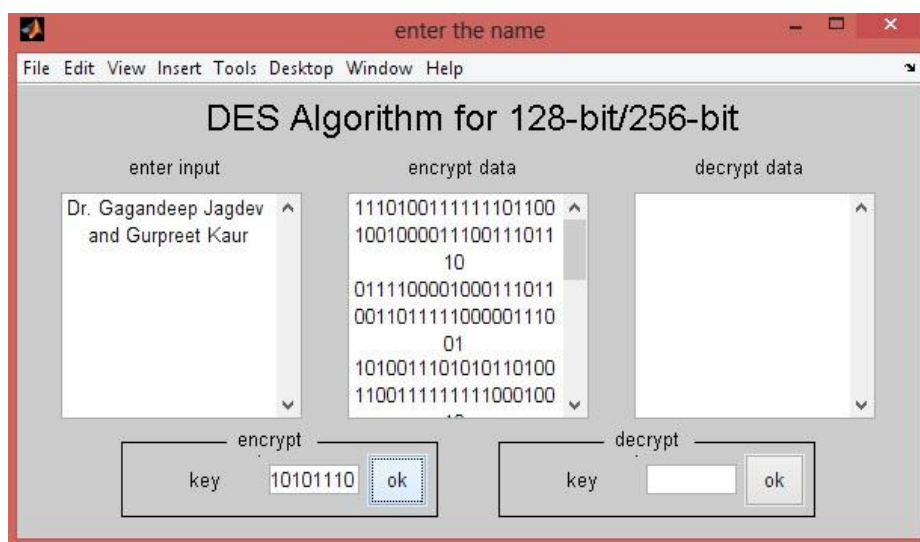 enter the name
File Edit View Insert Tools Desktop Window Help
DES Algorithm for 128-bit/256-bit
enter input
encrypt data
decrypt data
Dr. Gagandeep Jagdev
and Gurpreet Kaur
1110100111111101100
1001000011100111011
10
0111100001000111011
0011011111000001110
01
1010011101010110100
1100111111111000100
encrypt
key
10101110
ok
decrypt
key
ok